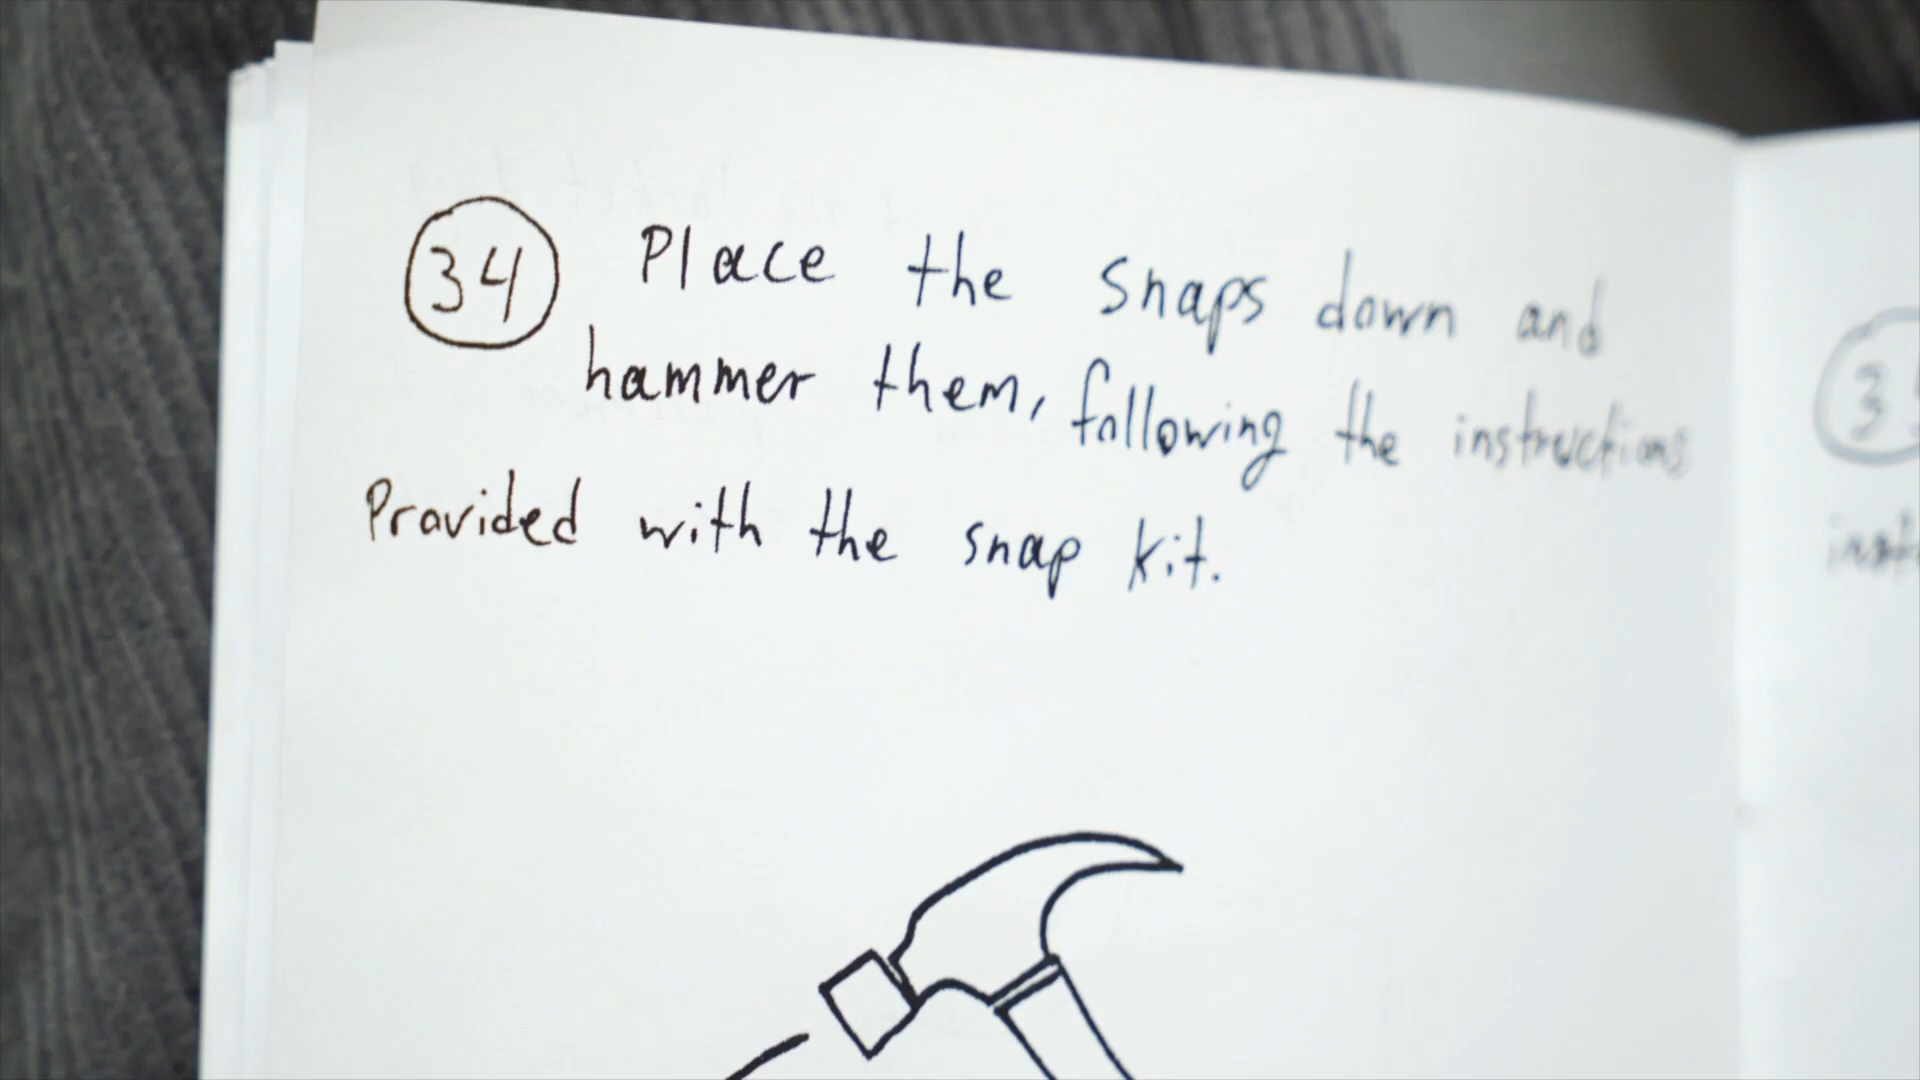 34 Place the snaps down and
hammer them, following the instructions
Provided with the snap kit.